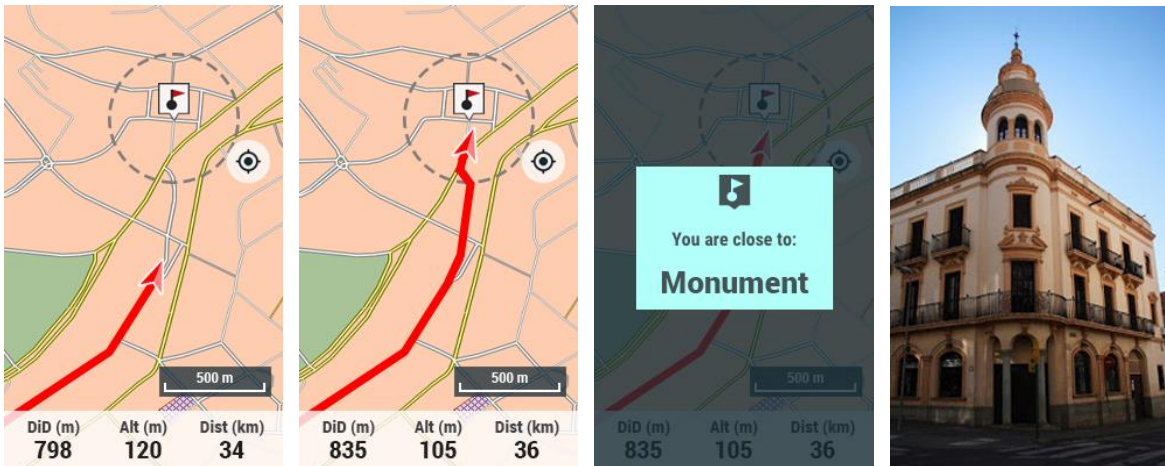 500 m
DiD (m) Alt (m) Dist (km)
798 120 34
500 m
DiD (m) Alt (m) Dist (km)
835 105 36
You are close to:
Monument
500 m
DiD (m) Alt (m) Dist (km)
835 105 36